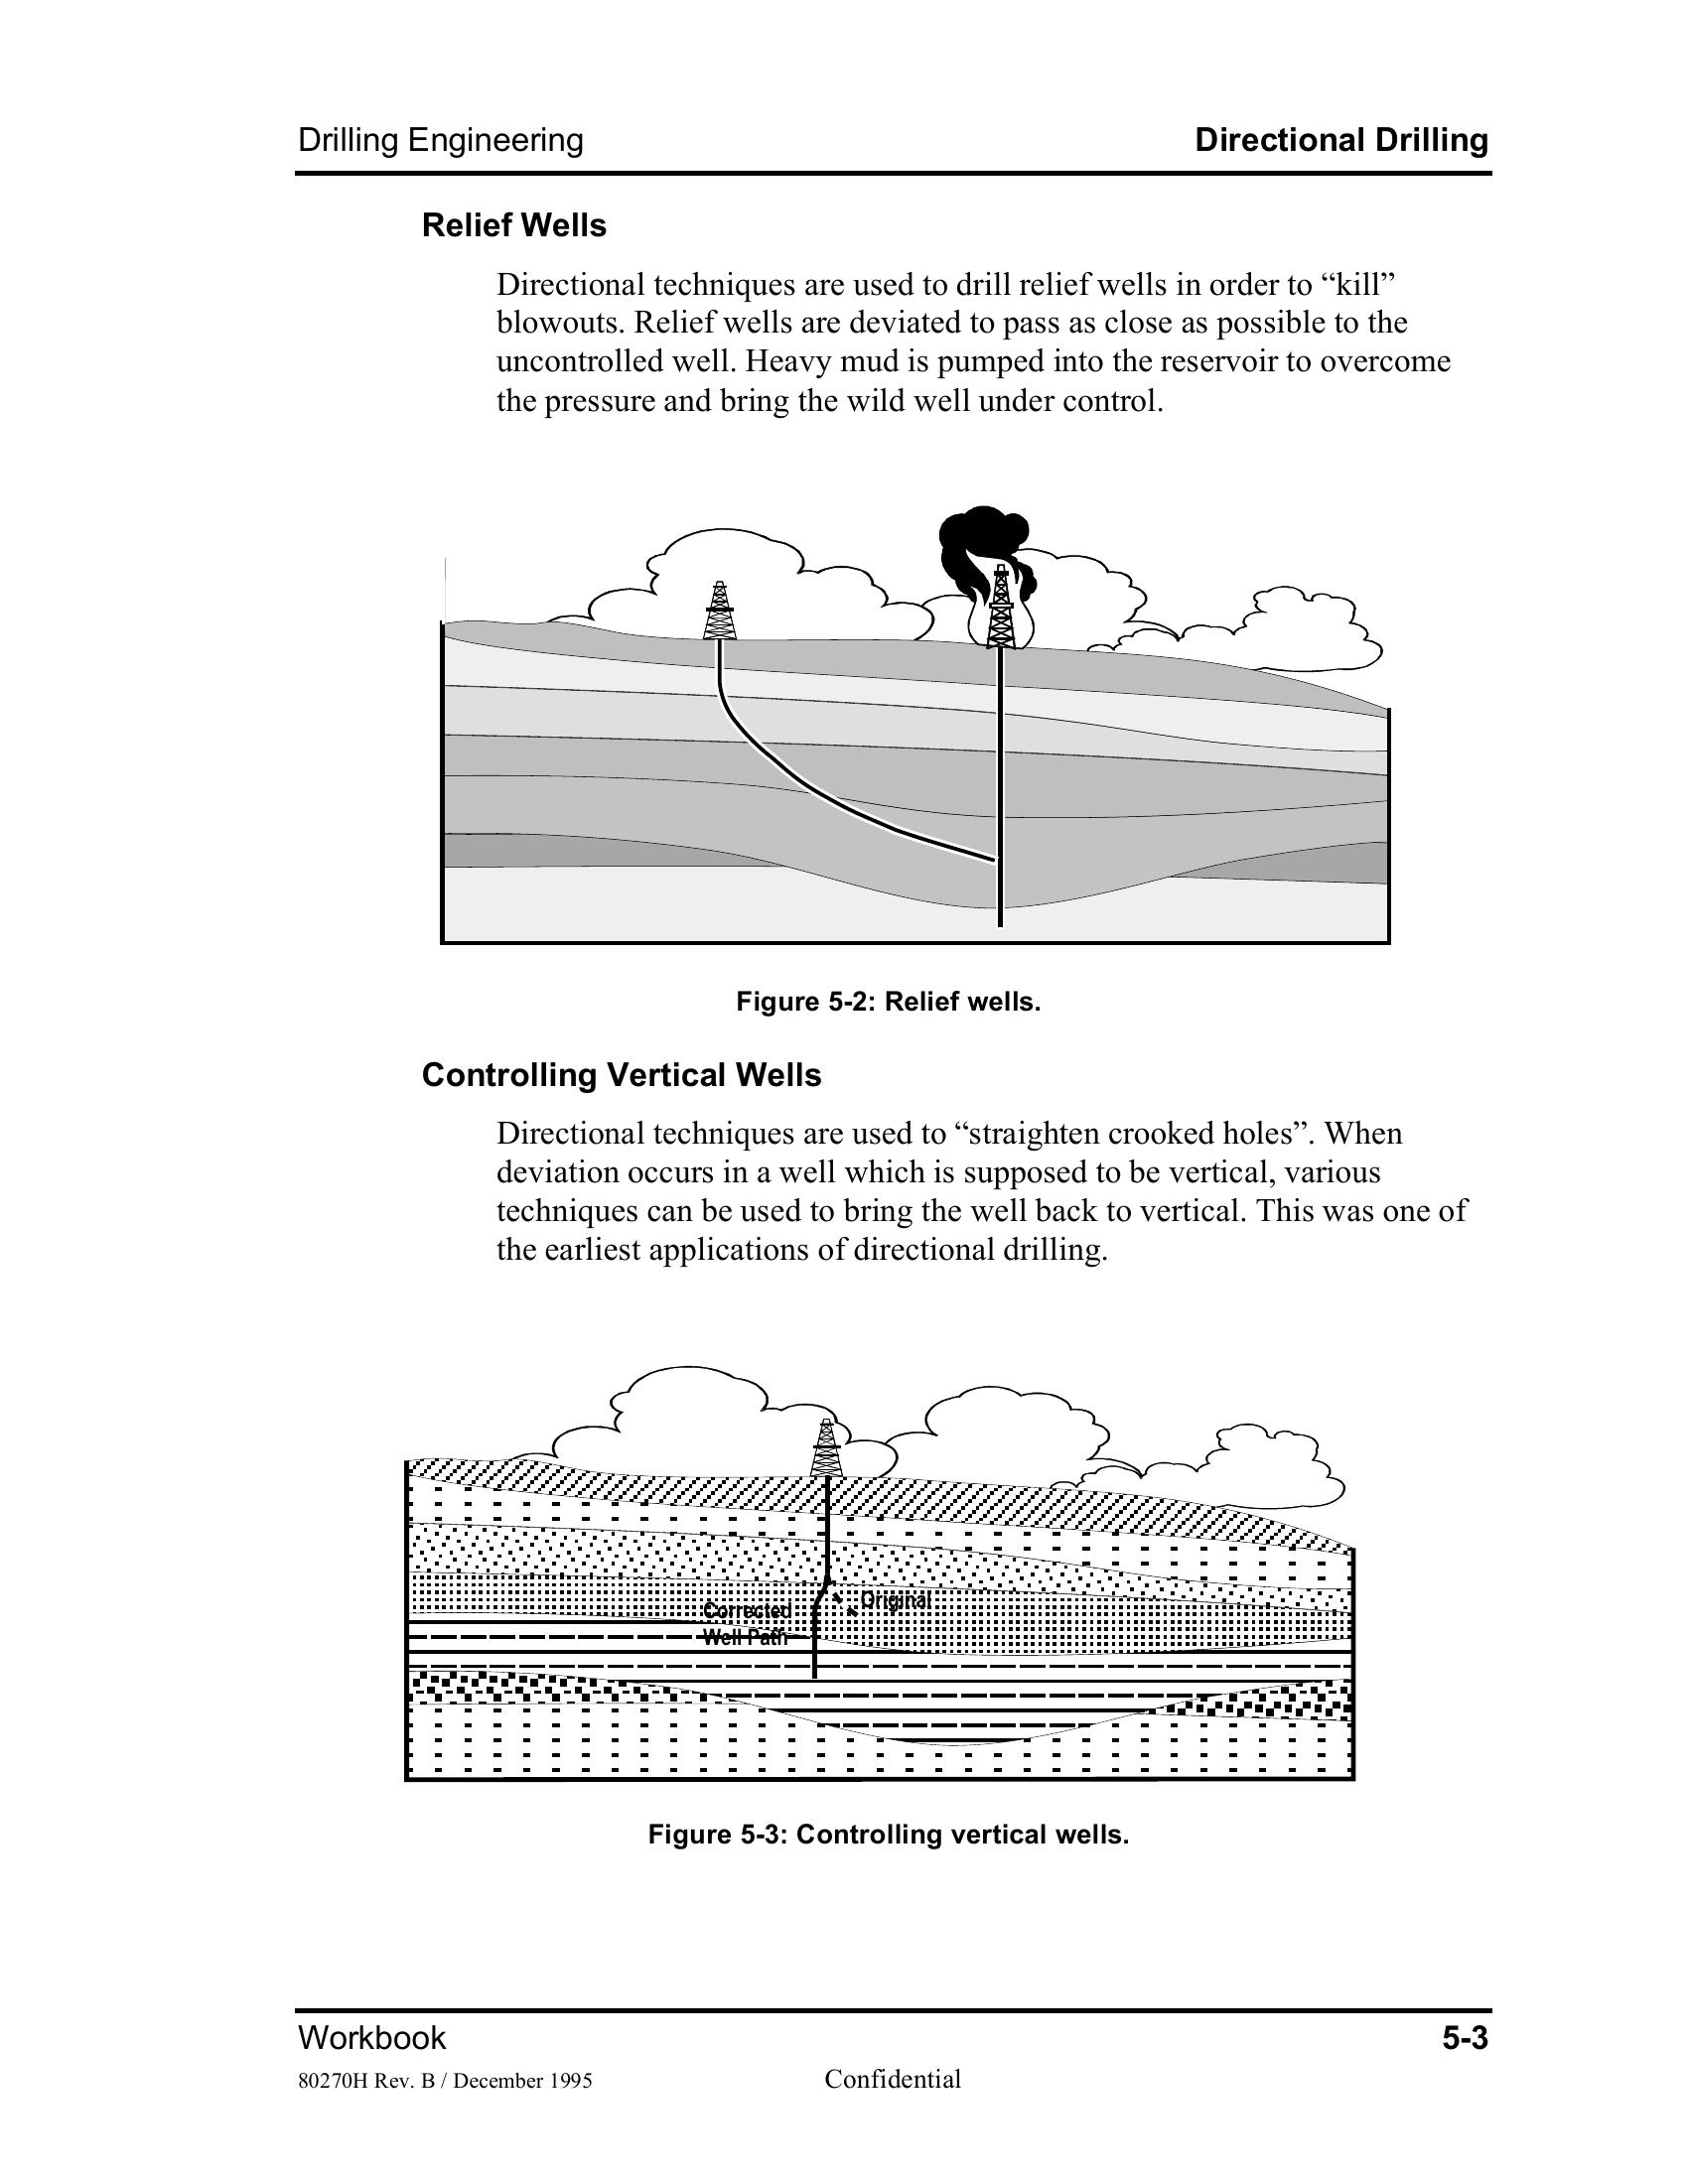 Drilling Engineering
Directional Drilling
Relief Wells
Directional techniques are used to drill relief wells in order to “kill”
blowouts. Relief wells are deviated to pass as close as possible to the
uncontrolled well. Heavy mud is pumped into the reservoir to overcome
the pressure and bring the wild well under control.
Figure 5-2: Relief wells.
Controlling Vertical Wells
Directional techniques are used to “straighten crooked holes”. When
deviation occurs in a well which is supposed to be vertical, various
techniques can be used to bring the well back to vertical. This was one of
the earliest applications of directional drilling.
Original
Corrected
Well Path
Figure 5-3: Controlling vertical wells.
Workbook
5-3
80270H Rev. B / December 1995
Confidential